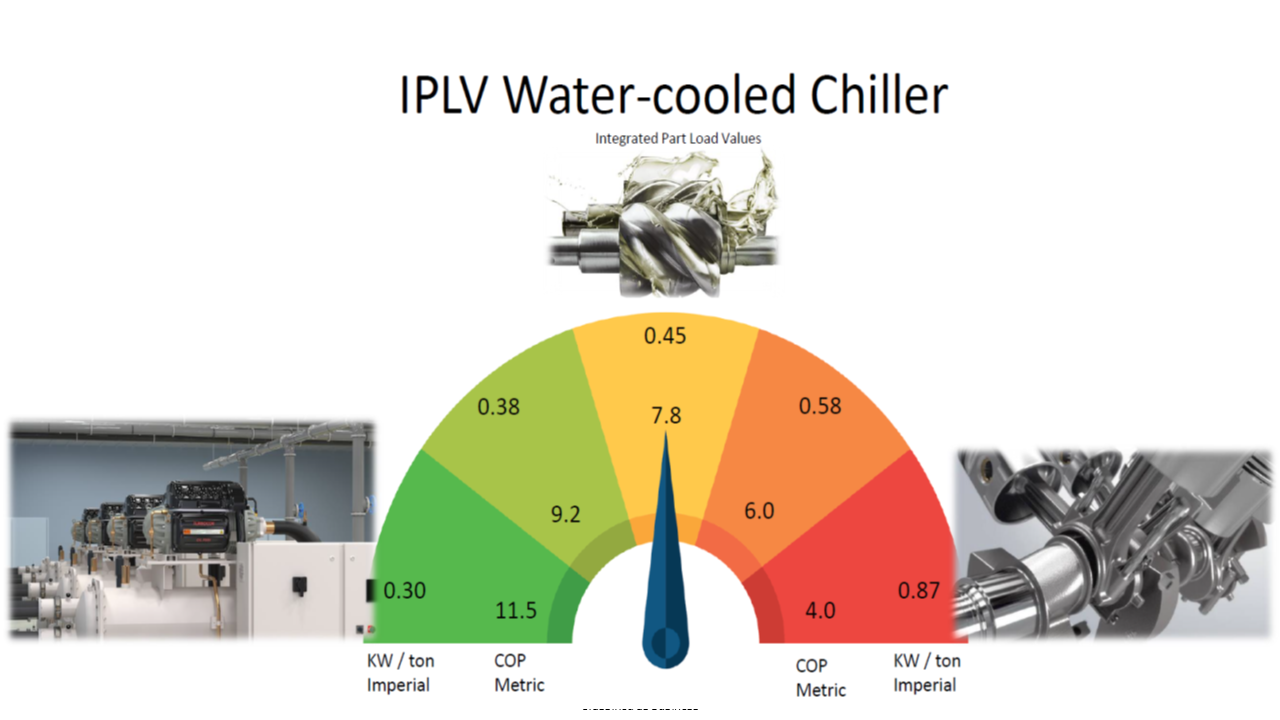 IPLV Water-cooled Chiller
Integrated Part Load Values
0.45
0.38
0.58
7.8
9.2
6.0
0.30
11.5
4.0
0.87
KW / ton
Imperial
COP
Metric
COP
Metric
KW / ton
Imperial